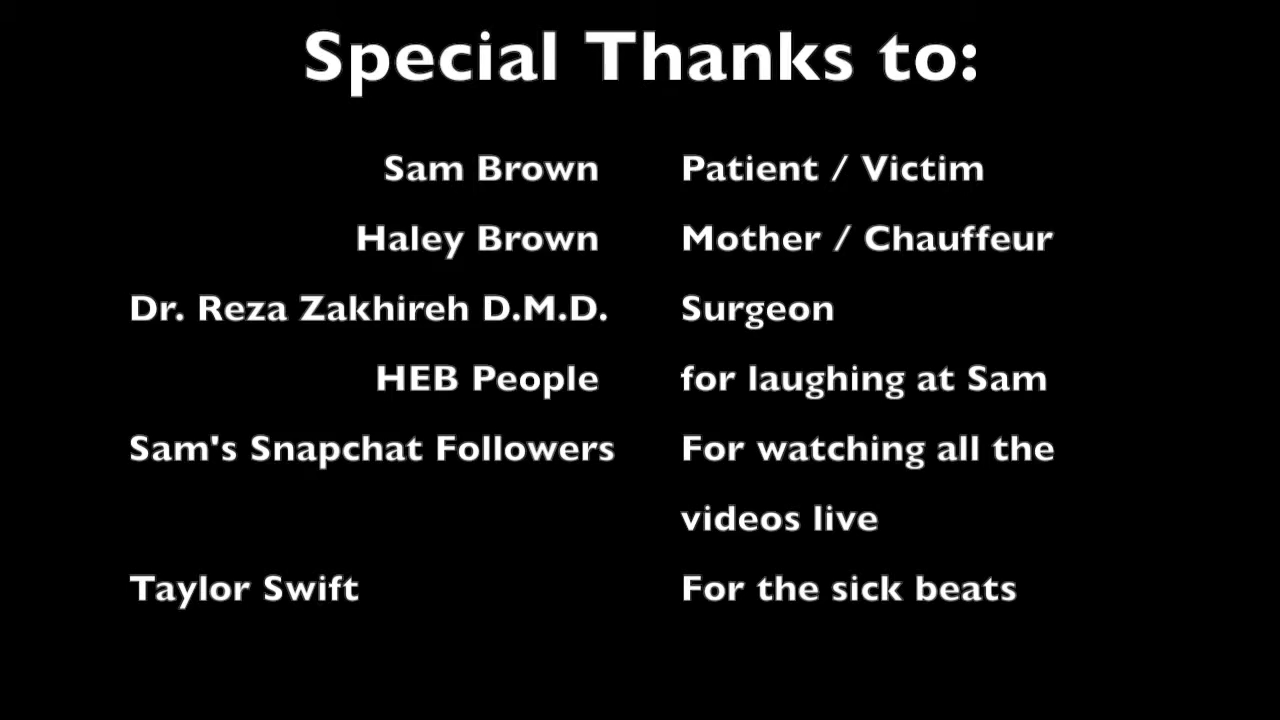 Special Thanks to:
Sam Brown Patient / Victim
Haley Brown Mother / Chauffeur
Dr. Reza Zakhireh D.M.D. Surgeon
HEB People for laughing at Sam
Sam's Snapchat Followers For watching all the
videos live
Taylor Swift For the sick beats